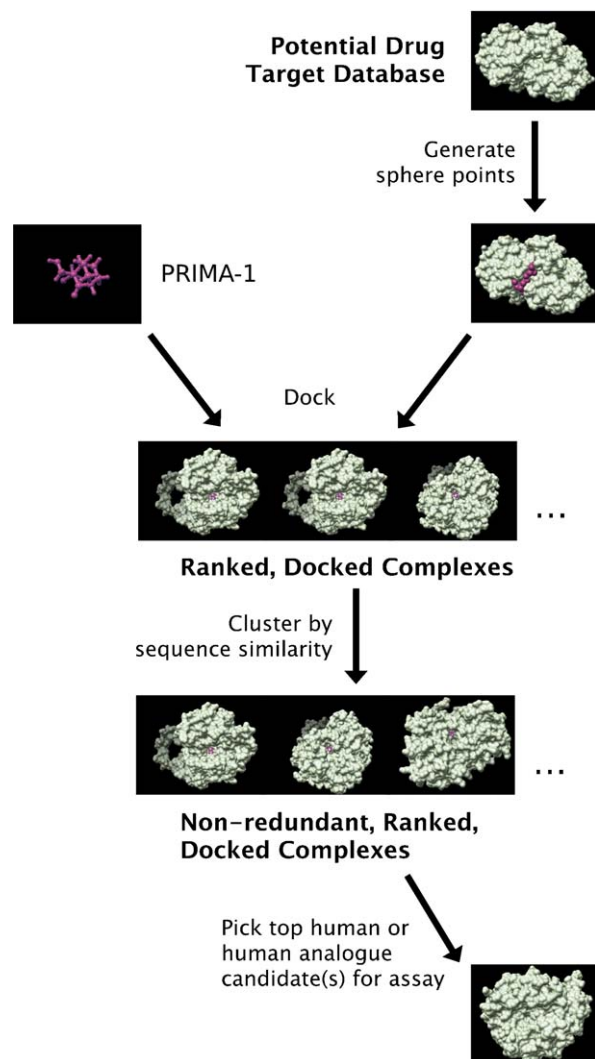 Potential Drug
Target Database
Generate
sphere points
PRIMA-1
Dock
...
Ranked, Docked Complexes
Cluster by
sequence similarity
...
Non-redundant, Ranked,
Docked Complexes
Pick top human or
human analogue
candidate(s) for assay